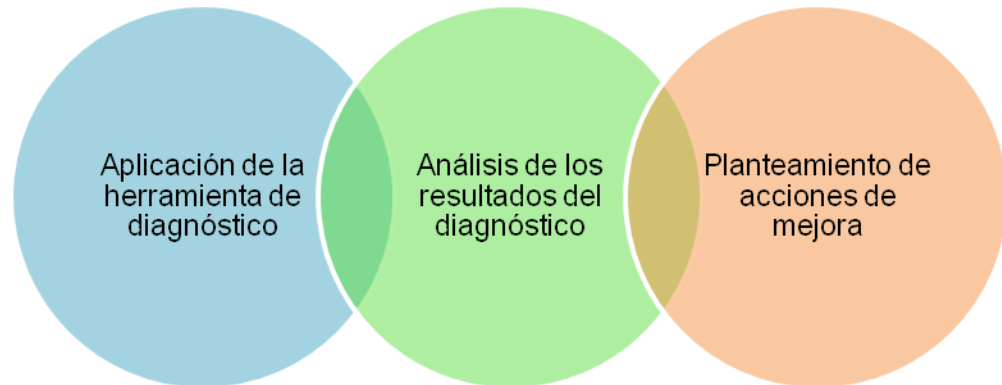 Aplicación de la
herramienta de
diagnóstico
Análisis de los
resultados del
diagnóstico
Planteamiento de
acciones de
mejora